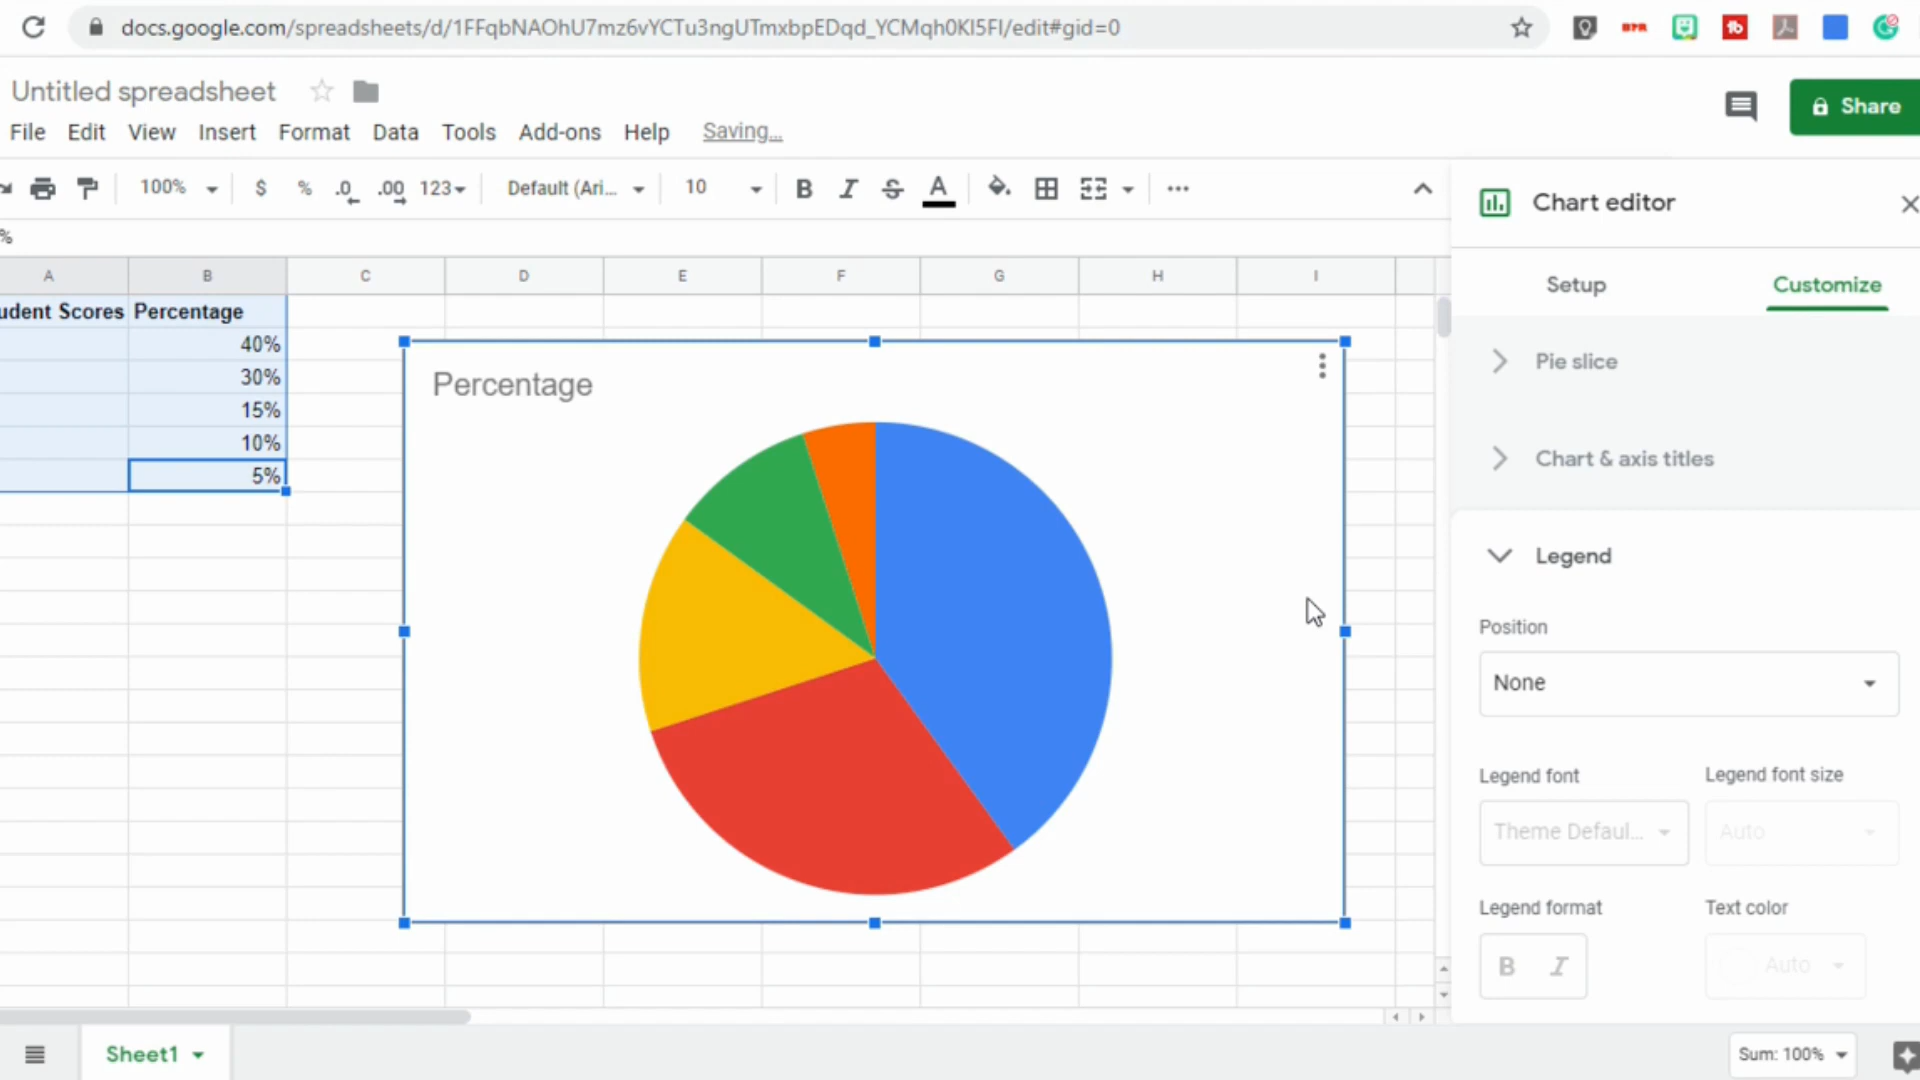 docs.google.com/spreadsheets/d/1FFqbNAOhU7mz6vYCTu3ngUTmxbpEDqd_YCMqh0KI5FI/edit#gid=0
Untitled spreadsheet
Share
File Edit View Insert Format Data Tools Add-ons Help Saving...
100% $ % .0 .00 123 Default (Ari... 10 B I S A
Chart editor
%
A B C D E F G H I
Setup Customize
udent Scores Percentage
40%
30%
15%
10%
5%
Percentage
Pie slice
Chart & axis titles
Legend
Position
None
Legend font Legend font size
Theme Defaul... Auto
Legend format Text color
B I Auto
Sheet1 Sum: 100%